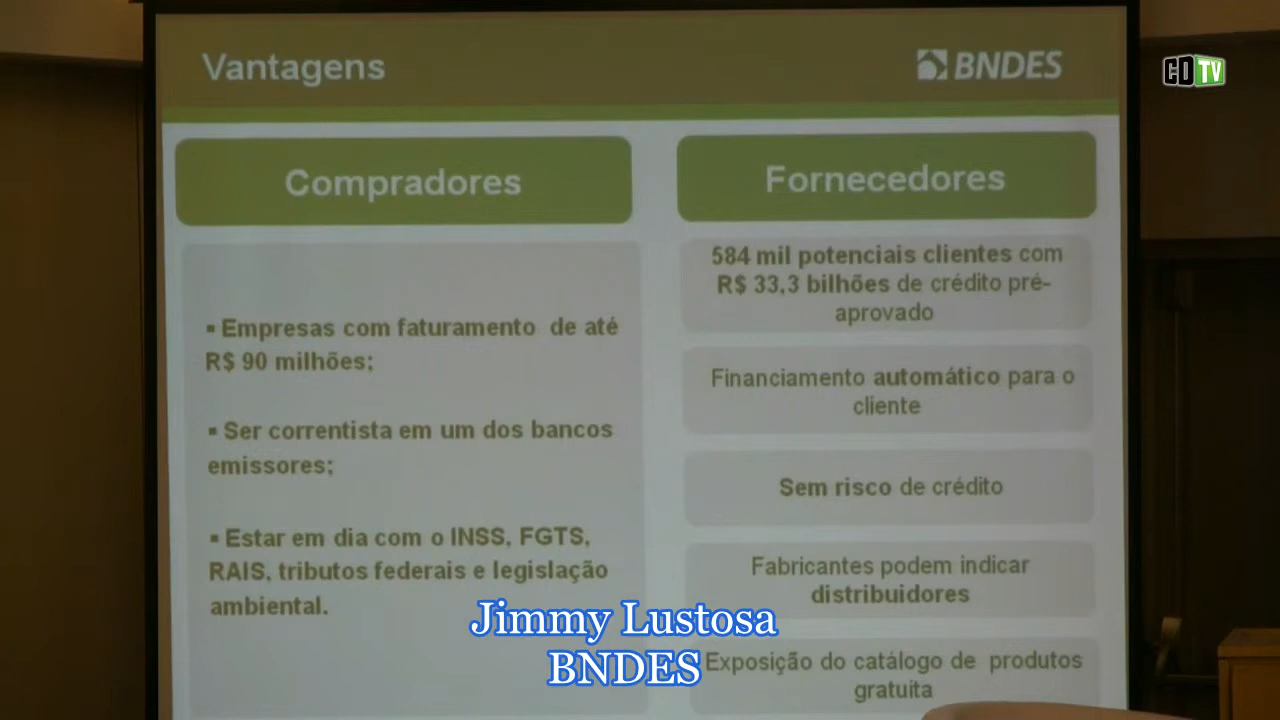 Vantagens
BNDES
CDTV
Compradores
▪ Empresas com faturamento de até
R$ 90 milhões;
▪ Ser correntista em um dos bancos
emissores;
▪ Estar em dia com o INSS, FGTS,
RAIS, tributos federais e legislação
ambiental.
Fornecedores
584 mil potenciais clientes com
R$ 33,3 bilhões de crédito pré-
aprovado
Financiamento automático para o
cliente
Sem risco de crédito
Fabricantes podem indicar
distribuidores
Exposição do catálogo de produtos
gratuita
Jimmy Lustosa
BNDES